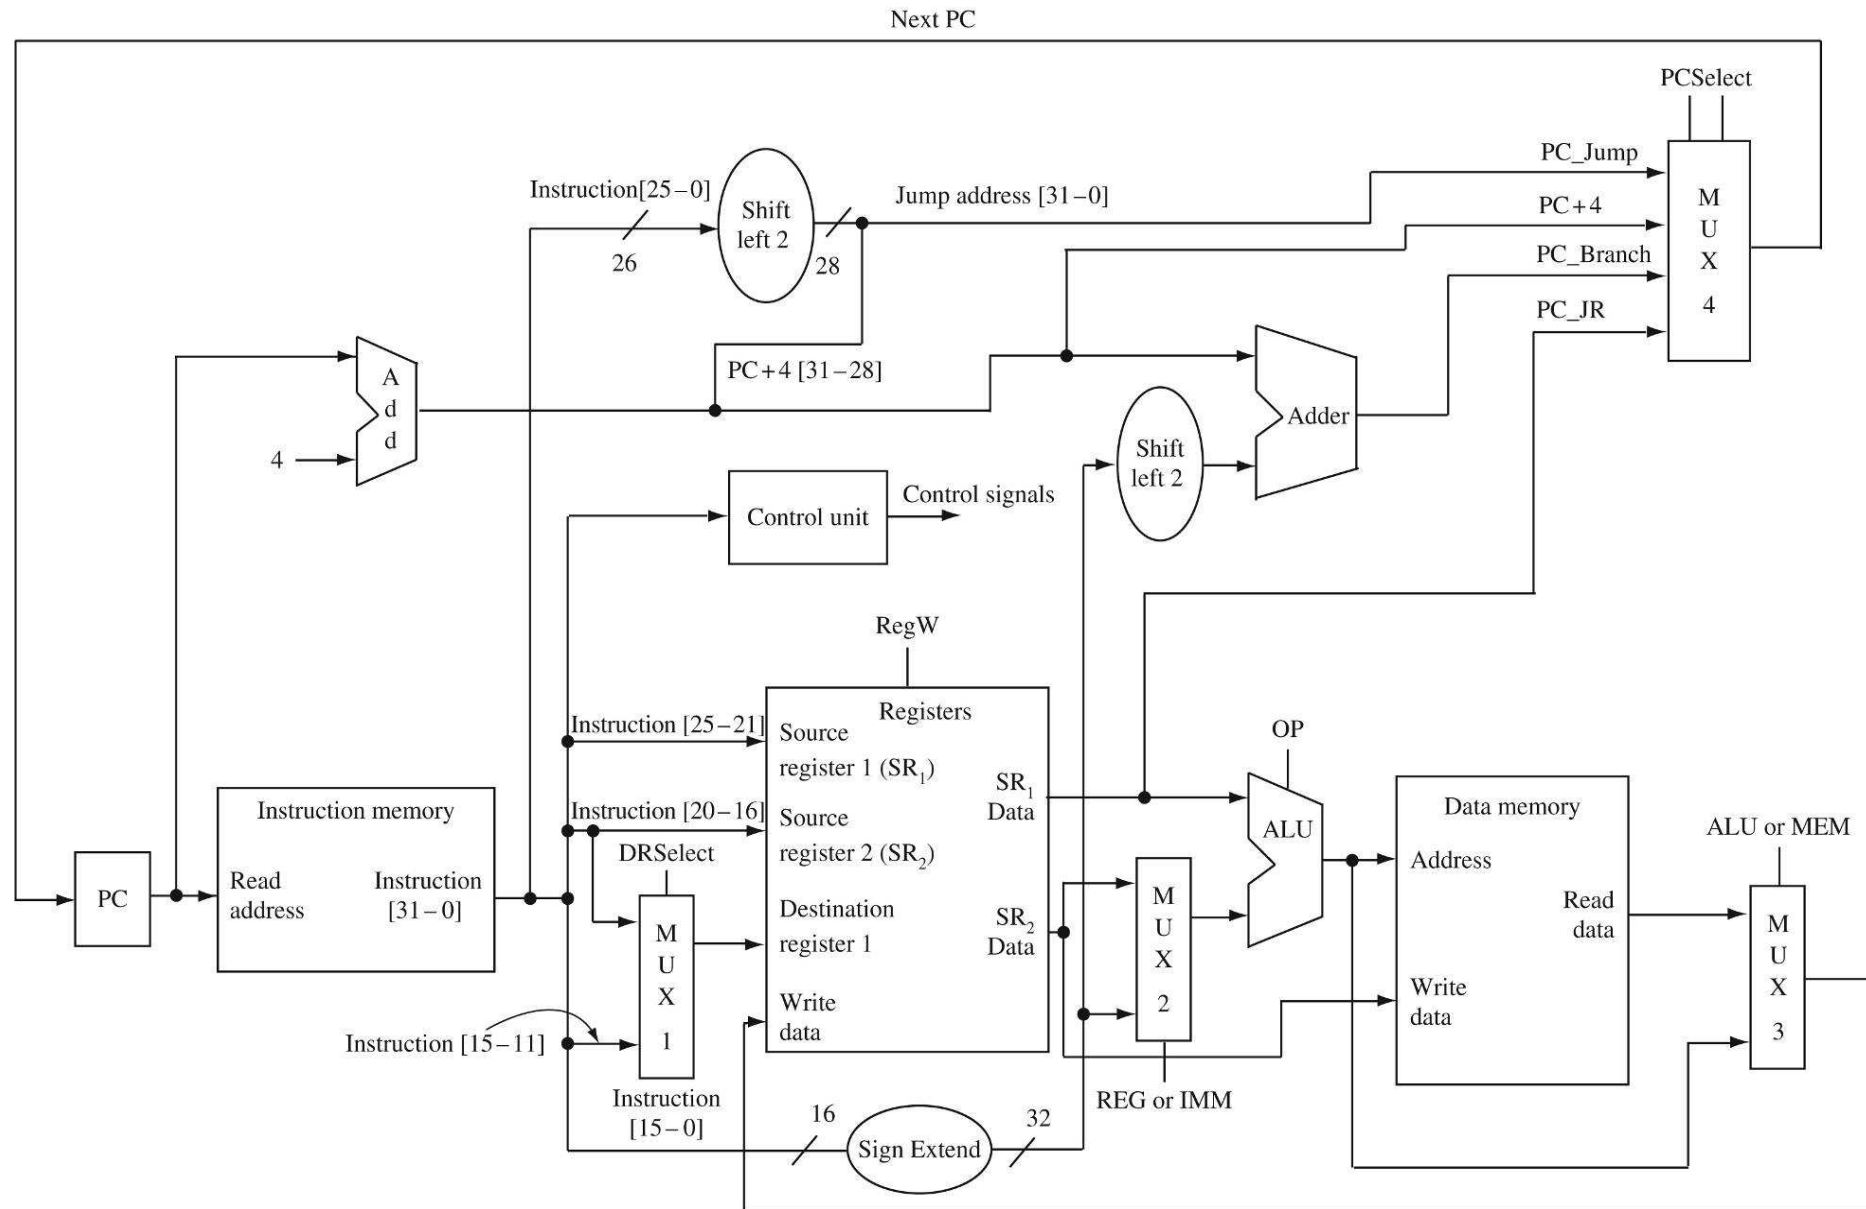 Next PC
PCSelect
PC_Jump
Instruction[25–0]
Shift
left 2
Jump address [31–0]
26
28
PC+4
PC_Branch
PC_JR
M
U
X
4
PC+4 [31–28]
A
d
d
4
Adder
Shift
left 2
Control unit
Control signals
RegW
Registers
Instruction [25–21]
Source
register 1 (SR1)
Instruction [20–16]
Source
register 2 (SR2)
DRSelect
Destination
register 1
Write
data
SR1
Data
SR2
Data
OP
ALU
Instruction memory
Read
address
Instruction
[31–0]
PC
M
U
X
1
Instruction [15–11]
Instruction
[15–0]
16
Sign Extend
32
M
U
X
2
REG or IMM
Data memory
Address
Read
data
Write
data
ALU or MEM
M
U
X
3